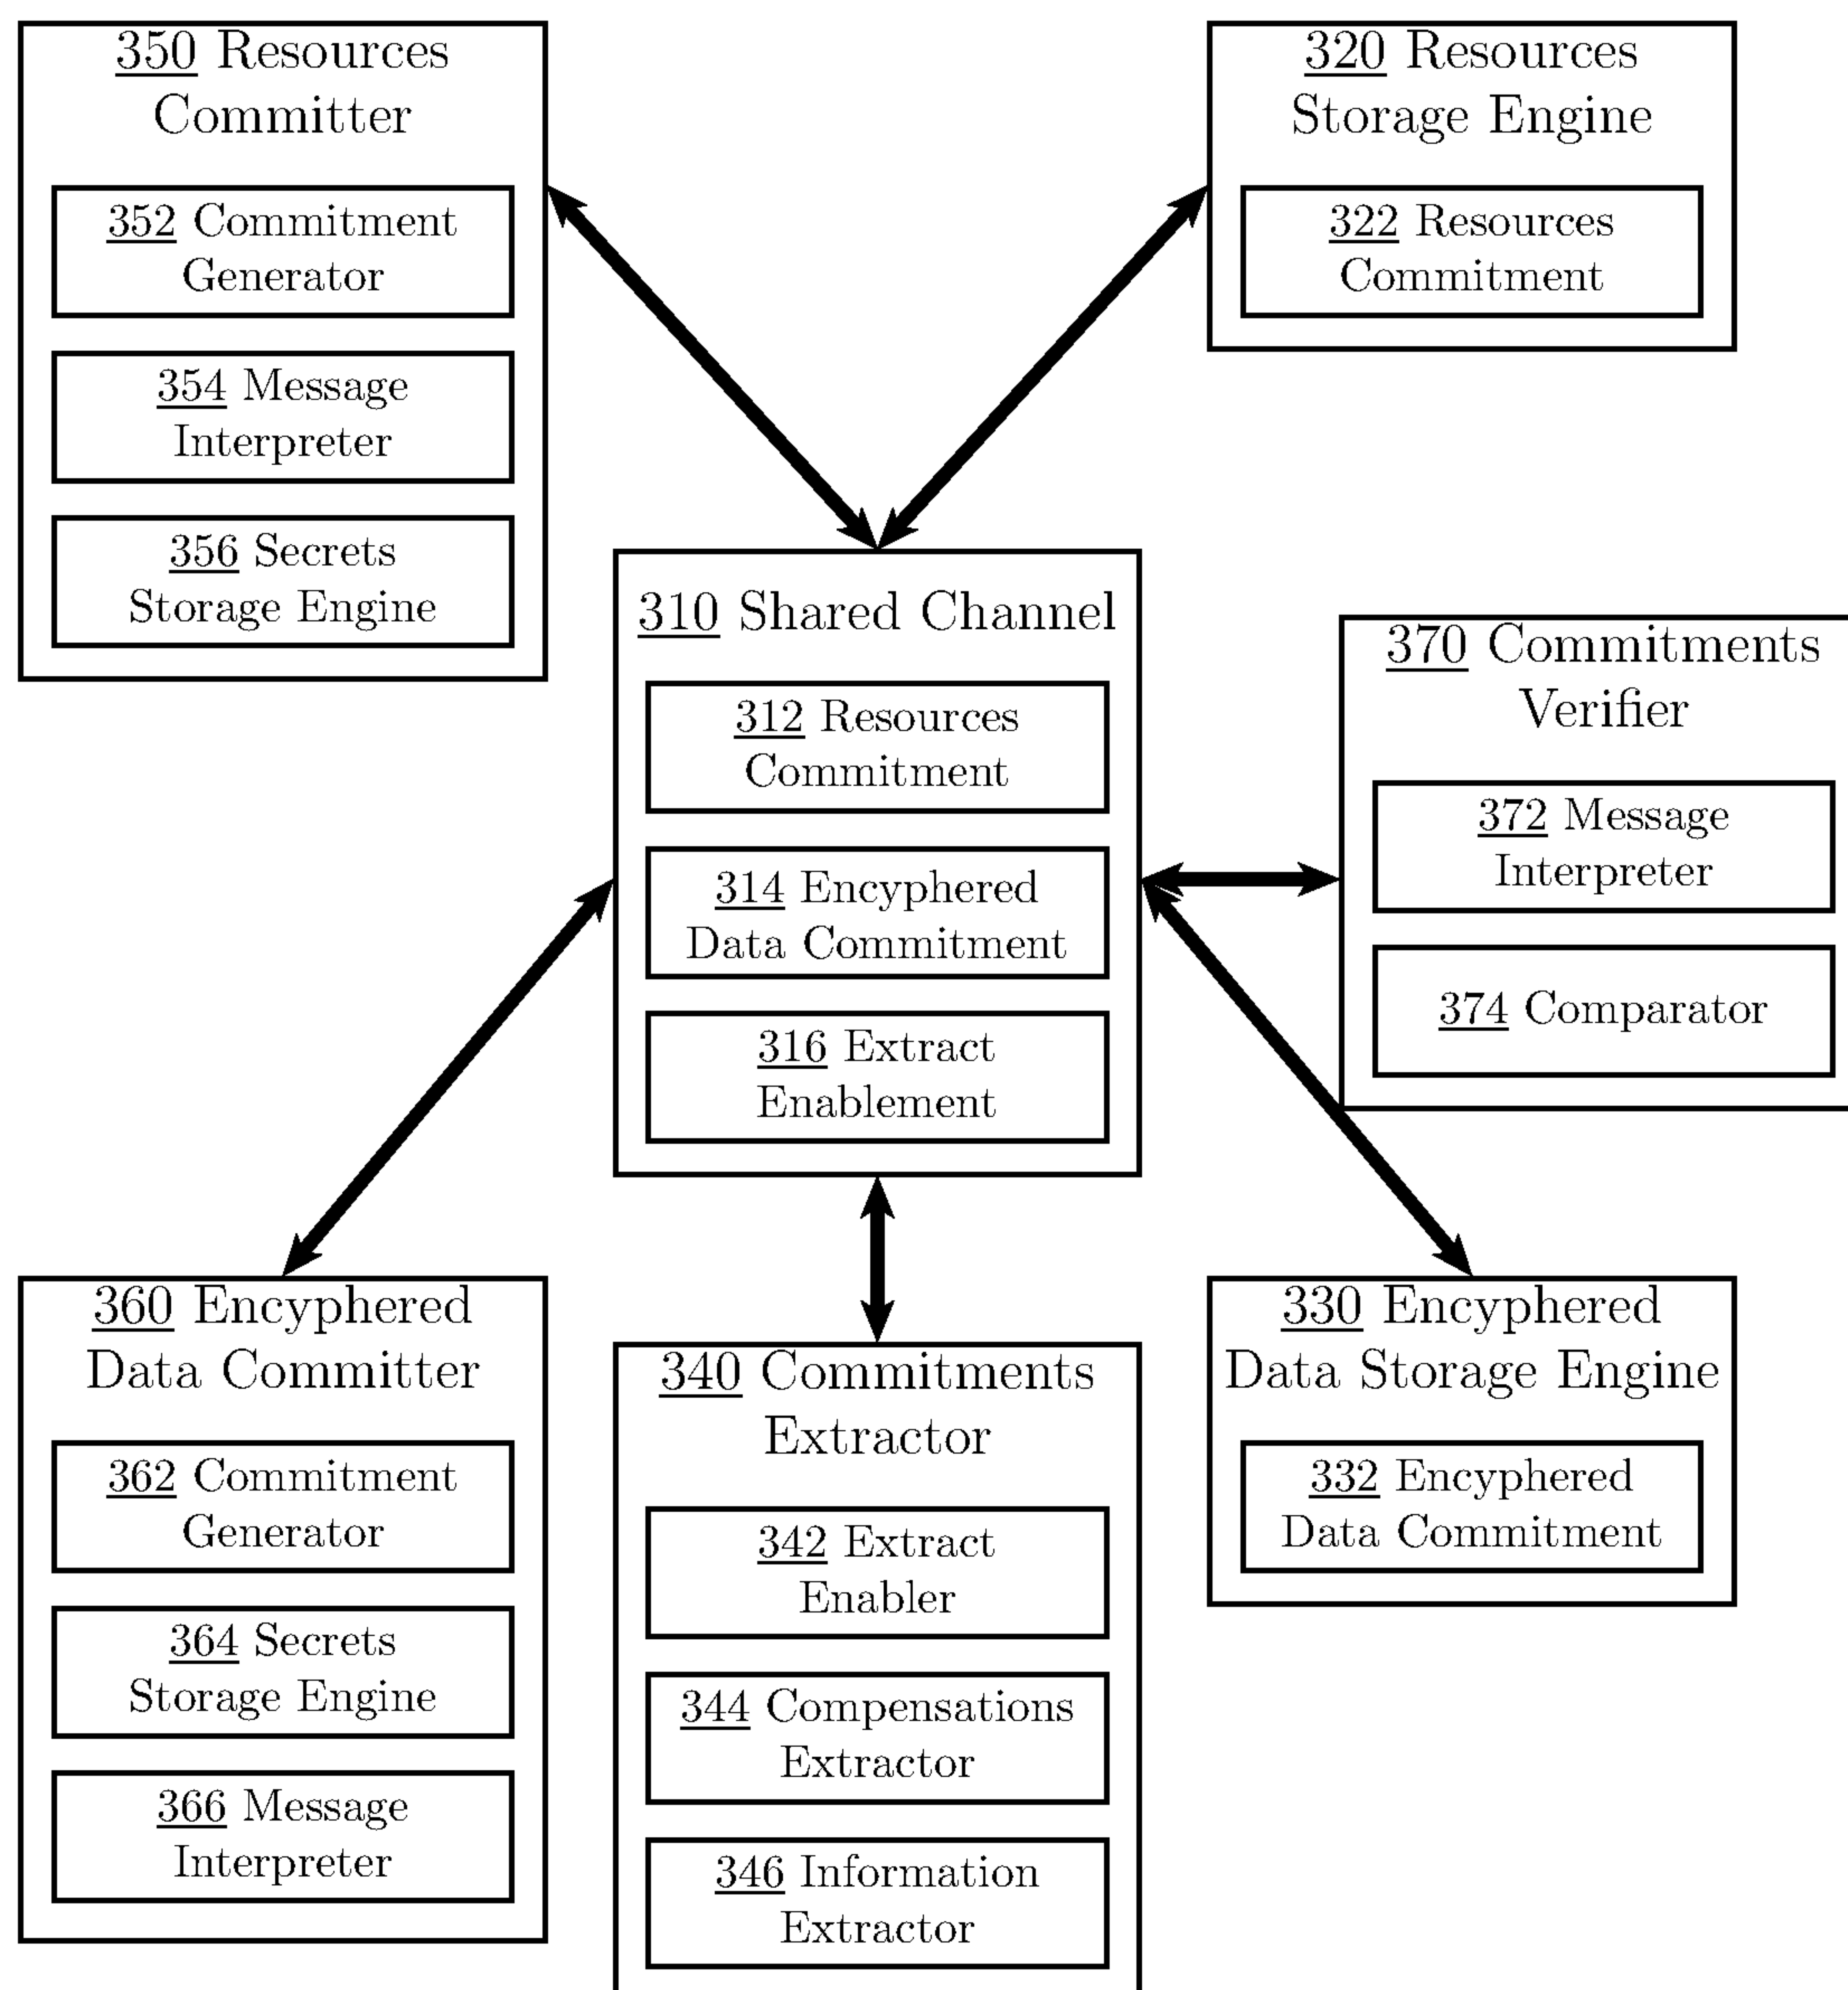 350 Resources
Committer
352 Commitment
Generator
354 Message
Interpreter
356 Secrets
Storage Engine
320 Resources
Storage Engine
322 Resources
Commitment
310 Shared Channel
312 Resources
Commitment
314 Encyphered
Data Commitment
316 Extract
Enablement
370 Commitments
Verifier
372 Message
Interpreter
374 Comparator
360 Encyphered
Data Committer
362 Commitment
Generator
364 Secrets
Storage Engine
366 Message
Interpreter
340 Commitments
Extractor
342 Extract
Enabler
344 Compensations
Extractor
346 Information
Extractor
330 Encyphered
Data Storage Engine
332 Encyphered
Data Commitment